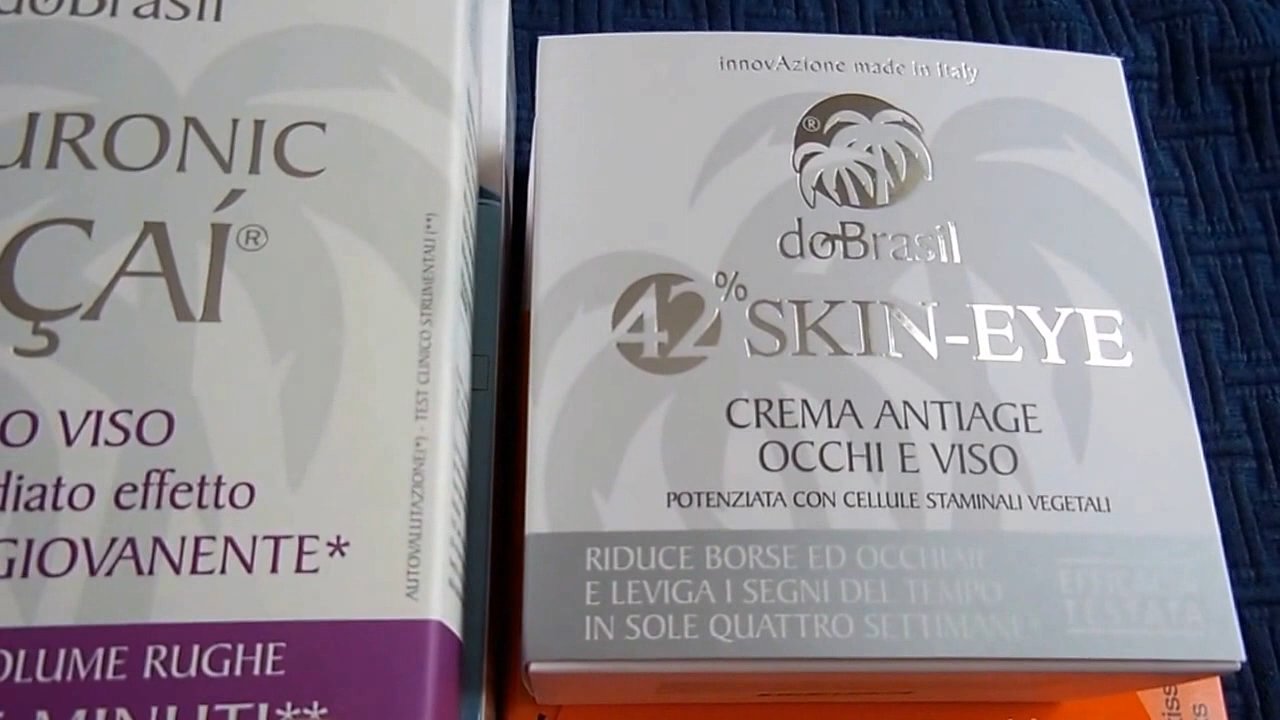 doBrasil
URONIC
ÇAÍ®
O VISO
diato effetto
GIOVANENTE*
OLUME RUGHE
MINUTI**
AUTOVALUTAZIONE(*) - TEST CLINICO STRUMENTALI (**)
innovAzione made in Italy
®
doBrasil
42% SKIN-EYE
CREMA ANTIAGE
OCCHI E VISO
POTENZIATA CON CELLULE STAMINALI VEGETALI
RIDUCE BORSE ED OCCHIAIE
E LEVIGA I SEGNI DEL TEMPO
IN SOLE QUATTRO SETTIMANE*
EFFICACIA
TESTATA